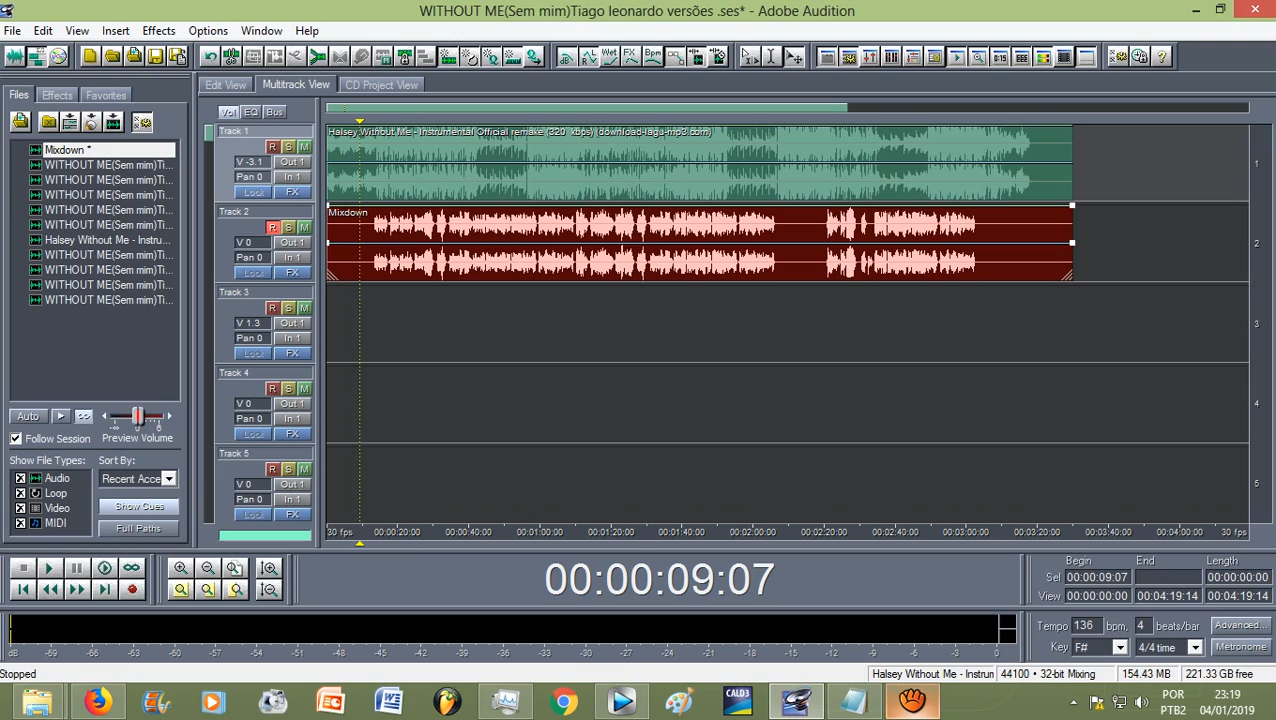 WITHOUT ME(Sem mim)Tiago leonardo versões .ses* - Adobe Audition
File Edit View Insert Effects Options Window Help
Edit View Multitrack View CD Project View
Files Effects Favorites
Mixdown *
WITHOUT ME(Sem mim)Ti...
WITHOUT ME(Sem mim)Ti...
WITHOUT ME(Sem mim)Ti...
WITHOUT ME(Sem mim)Ti...
WITHOUT ME(Sem mim)Ti...
Halsey Without Me - Instru...
WITHOUT ME(Sem mim)Ti...
WITHOUT ME(Sem mim)Ti...
WITHOUT ME(Sem mim)Ti...
WITHOUT ME(Sem mim)Ti...
Auto
Follow Session
Preview Volume
Show File Types:
Sort By:
Audio
Recent Acce
Loop
Video
Show Cues
MIDI
Full Paths
Vol EQ Bus
Track 1
R S M
V -3.1 Out 1
Pan 0 In 1
Lock FX
Halsey Without Me - Instrumental Official remake (320 kbps) (download-lagu-mp3.com)
1
Track 2
R S M
V 0 Out 1
Pan 0 In 1
Lock FX
Mixdown
2
Track 3
R S M
V 1.3 Out 1
Pan 0 In 1
Lock FX
3
Track 4
R S M
V 0 Out 1
Pan 0 In 1
Lock FX
4
Track 5
R S M
V 0 Out 1
Pan 0 In 1
Lock FX
5
30 fps 00:00:20:00 00:00:40:00 00:01:00:00 00:01:20:00 00:01:40:00 00:02:00:00 00:02:20:00 00:02:40:00 00:03:00:00 00:03:20:00 00:03:40:00 00:04:00:00 30 fps
00:00:09:07
Begin End Length
Sel 00:00:09:07 00:00:00:00
View 00:00:00:00 00:04:19:14 00:04:19:14
dB -69 -66 -63 -60 -57 -54 -51 -48 -45 -42 -39 -36 -33 -30 -27 -24 -21 -18 -15 -12 -9 -6 -3 0
Tempo 136 bpm, 4 beats/bar Advanced...
Key F# 4/4 time Metronome
Stopped
Halsey Without Me - Instrun 44100 • 32-bit Mixing 154.43 MB 221.33 GB free
CALD3
POR
PTB2
23:19
04/01/2019